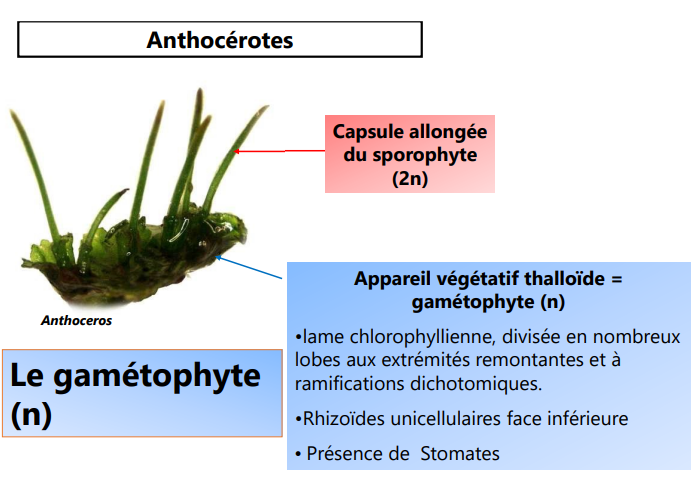 Anthocérotes
Capsule allongée
du sporophyte
(2n)
Anthoceros
Le gamétophyte
(n)
Appareil végétatif thalloïde =
gamétophyte (n)
•lame chlorophyllienne, divisée en nombreux
lobes aux extrémités remontantes et à
ramifications dichotomiques.
•Rhizoïdes unicellulaires face inférieure
• Présence de  Stomates